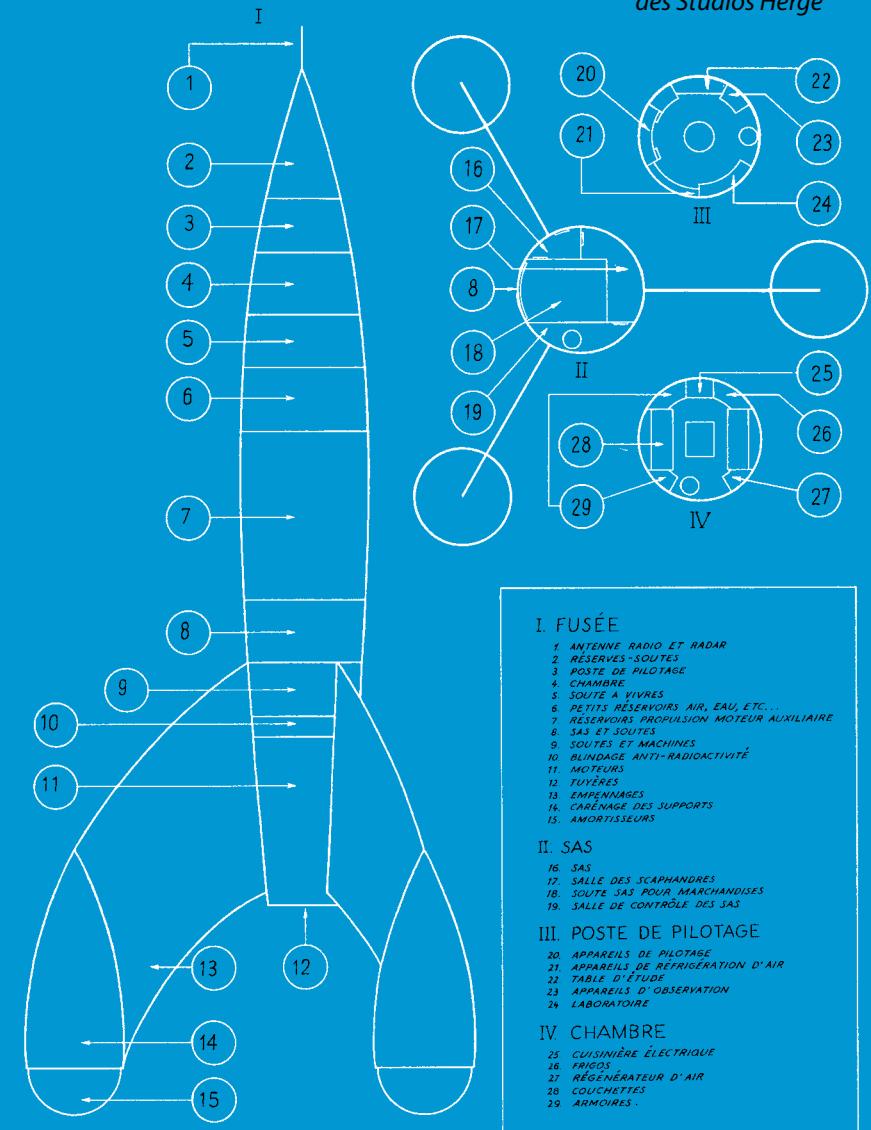 des Studios Hergé
I
1
2
3
4
5
6
7
8
9
10
11
12
13
14
15
16
17
8
18
19
II
20
21
22
23
24
III
25
26
27
28
29
IV
I. FUSÉE
1. ANTENNE RADIO ET RADAR
2. RÉSERVES-SOUTES
3. POSTE DE PILOTAGE
4. CHAMBRE
5. SOUTE A VIVRES
6. PETITS RÉSERVOIRS AIR, EAU, ETC...
7. RÉSERVOIRS PROPULSION MOTEUR AUXILIAIRE
8. SAS ET SOUTES
9. SOUTES ET MACHINES
10. BLINDAGE ANTI-RADIOACTIVITÉ
11. MOTEURS
12. TUYÈRES
13. EMPENNAGES
14. CARÉNAGE DES SUPPORTS
15. AMORTISSEURS
II. SAS
16. SAS
17. SALLE DES SCAPHANDRES
18. SOUTE SAS POUR MARCHANDISES
19. SALLE DE CONTRÔLE DES SAS
III. POSTE DE PILOTAGE
20. APPAREILS DE PILOTAGE
21. APPAREILS DE RÉFRIGÉRATION D'AIR
22. TABLE D'ÉTUDE
23 APPAREILS D'OBSERVATION
24 LABORATOIRE
IV. CHAMBRE
25. CUISINIÈRE ÉLECTRIQUE
26. FRIGOS
27 RÉGÉNÉRATEUR D'AIR
28 COUCHETTES
29. ARMOIRES.